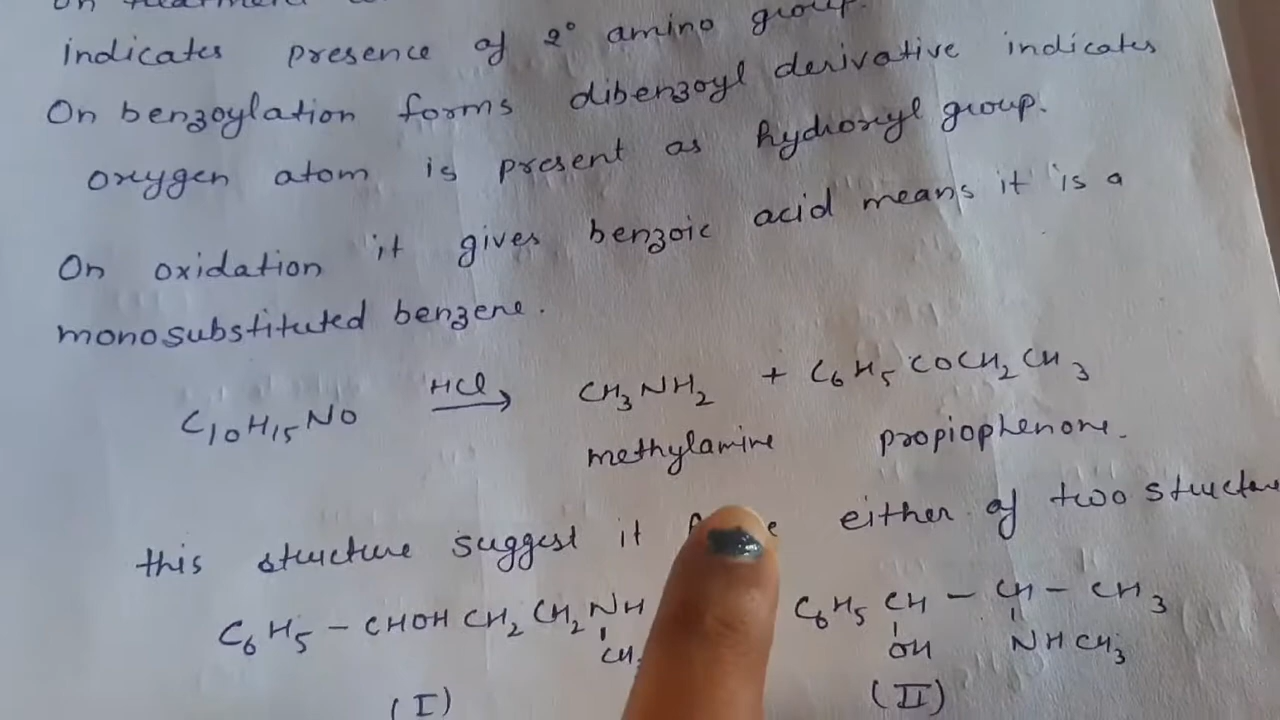 on treatment
indicates presence of 2° amino group.
On benzoylation forms dibenzoyl derivative indicates
oxygen atom is present as hydroxyl group.
On oxidation it gives benzoic acid means it is a
monosubstituted benzene.
C10H15NO HCl→ CH3NH2 + C6H5COCH2CH3
methylamine propiophenone.
this structure suggest it either of two
C6H5 – CHOH CH2 CH2 NH C6H5 CH – CH – CH3
OH NHCH3
(I) (II)